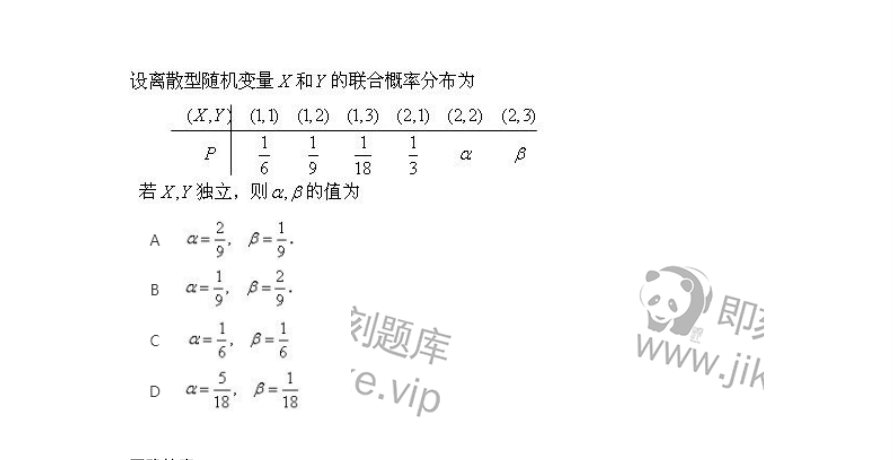 设离散型随机变量 X 和 Y 的联合概率分布为
(X,Y) (1,1) (1,2) (1,3) (2,1) (2,2) (2,3)
P 1/6 1/9 1/18 1/3 α β
若 X,Y 独立，则 α,β 的值为
A α=2/9, β=1/9.
B α=1/9, β=2/9.
C α=1/6, β=1/6
D α=5/18, β=1/18
刻题库
e.vip
即
www.jik